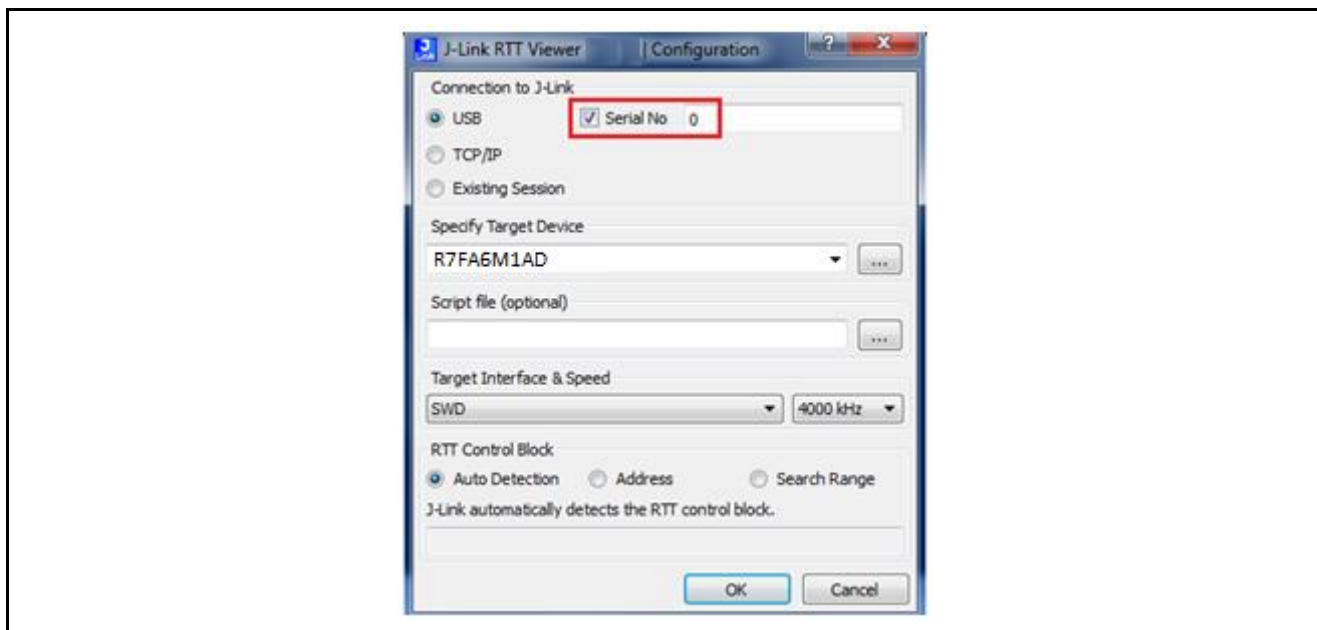 J-Link RTT Viewer | Configuration
Connection to J-Link
USB Serial No 0
TCP/IP
Existing Session
Specify Target Device
R7FA6M1AD ...
Script file (optional)
...
Target Interface & Speed
SWD 4000 kHz
RTT Control Block
Auto Detection Address Search Range
J-Link automatically detects the RTT control block.
OK Cancel